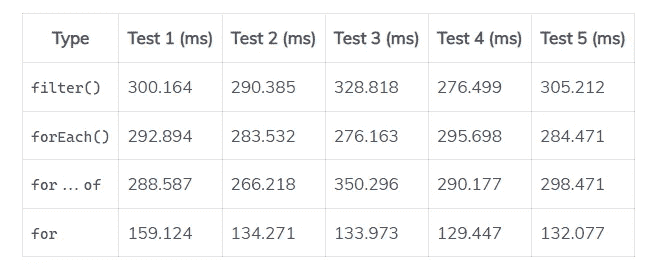 Type Test 1 (ms) Test 2 (ms) Test 3 (ms) Test 4 (ms) Test 5 (ms)
filter() 300.164 290.385 328.818 276.499 305.212
forEach() 292.894 283.532 276.163 295.698 284.471
for...of 288.587 266.218 350.296 290.177 298.471
for 159.124 134.271 133.973 129.447 132.077